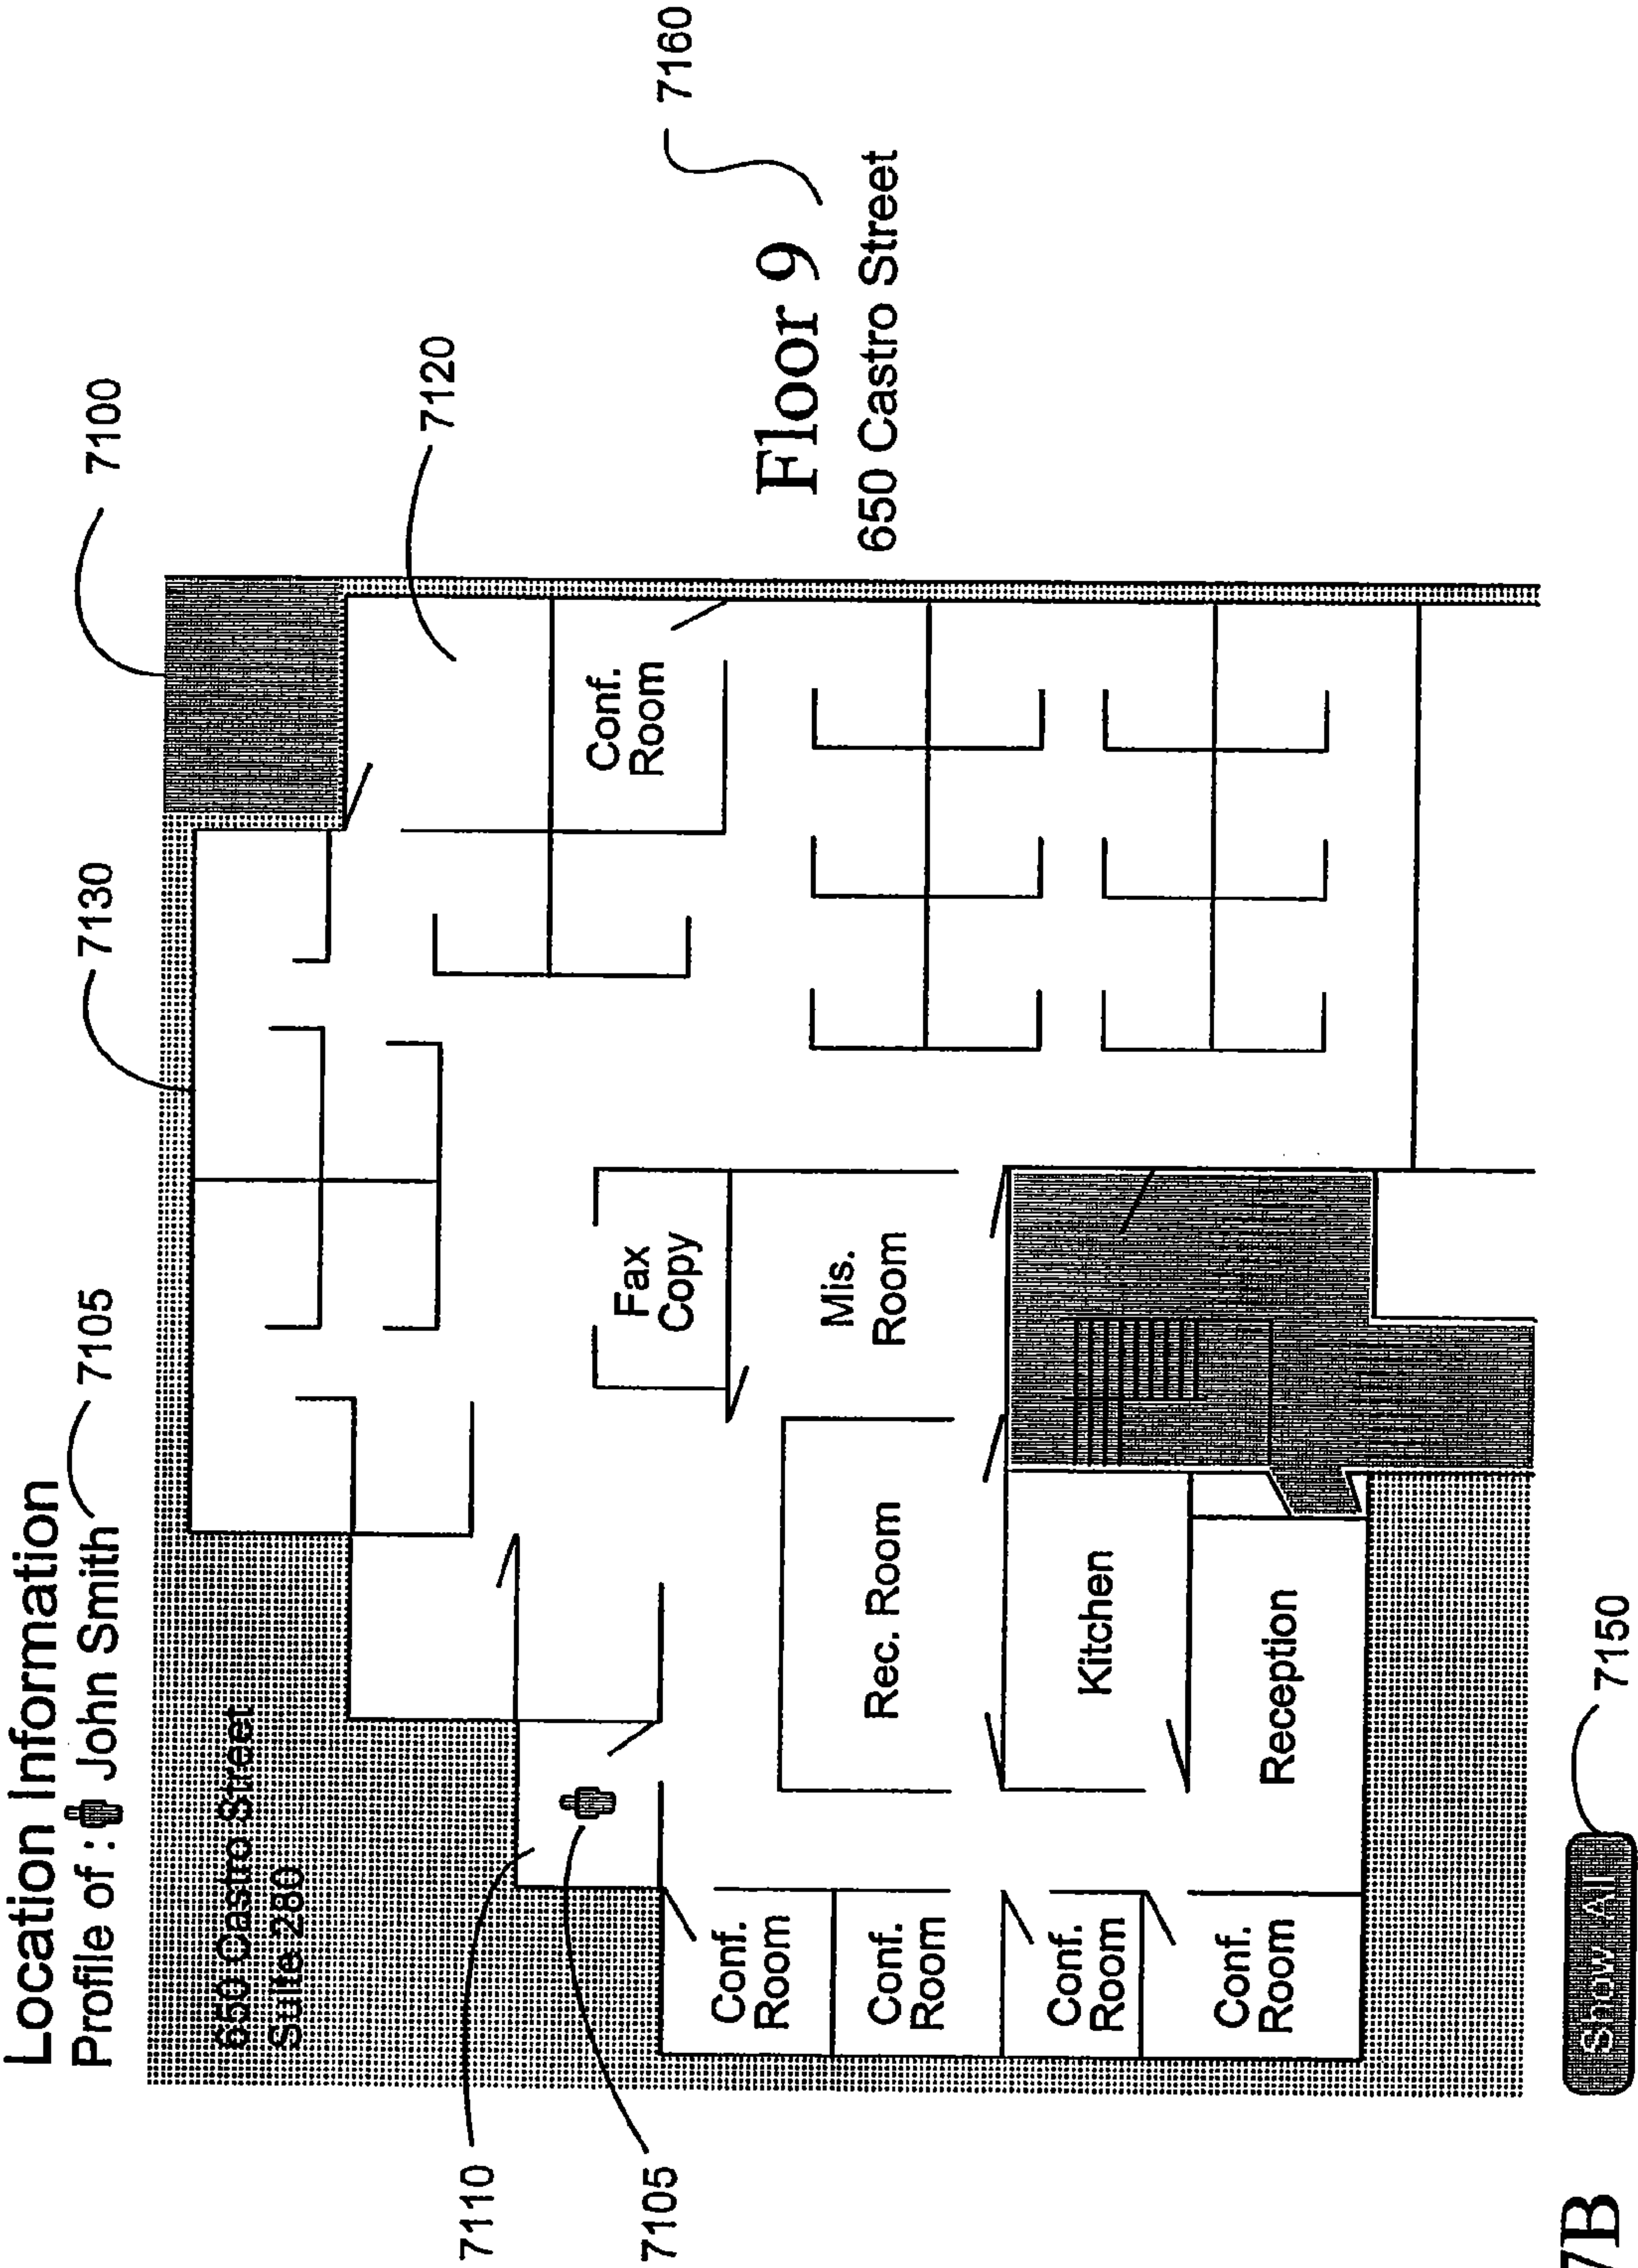 Location Information
Profile of : John Smith
7105
7130
7100
650 Castro Street
Suite 280
7120
7110
7105
Conf.
Room
Fax
Copy
Mis.
Room
Rec. Room
Kitchen
Reception
Conf.
Room
Conf.
Room
Conf.
Room
Conf.
Room
7160
Floor 9
650 Castro Street
Show All
7150
7B